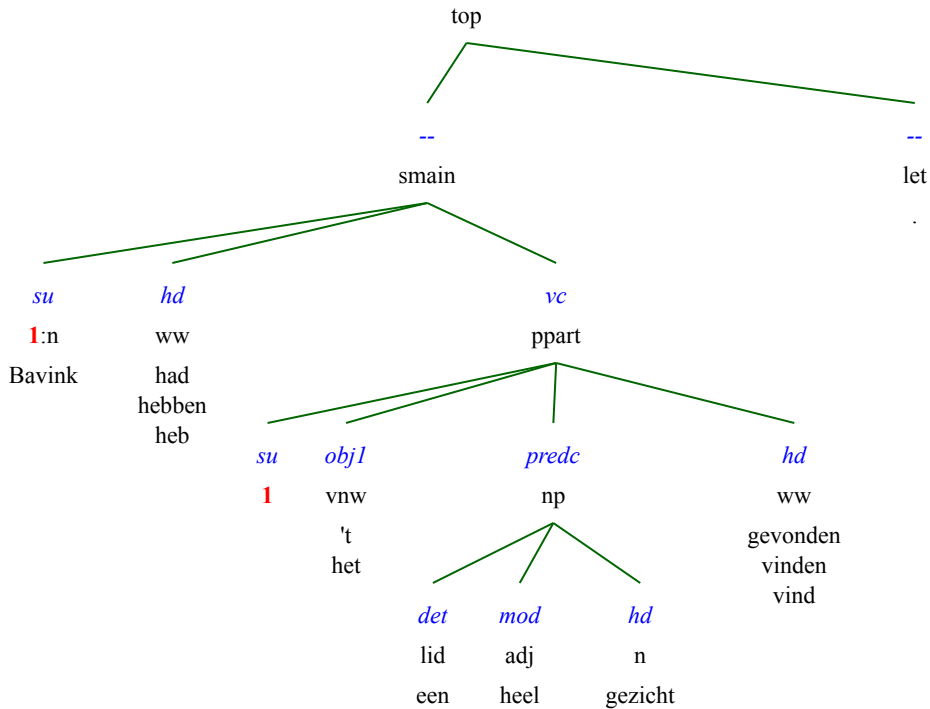 top
-- --
smain let
.
su hd vc
1:n ww ppart
Bavink had
hebben
heb
su obj1 predc hd
1 vnw np ww
't gevonden
het vinden
vind
det mod hd
lid adj n
een heel gezicht